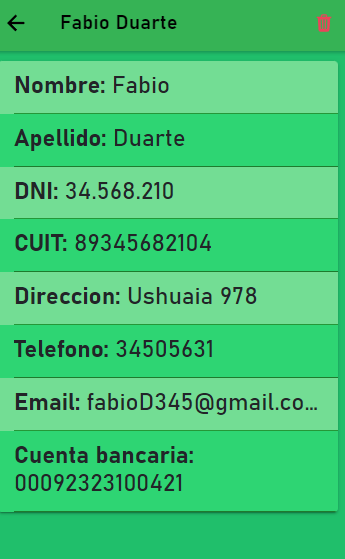 Fabio Duarte
Nombre: Fabio
Apellido: Duarte
DNI: 34.568.210
CUIT: 89345682104
Direccion: Ushuaia 978
Telefono: 34505631
Email: fabioD345@gmail.co...
Cuenta bancaria:
00092323100421